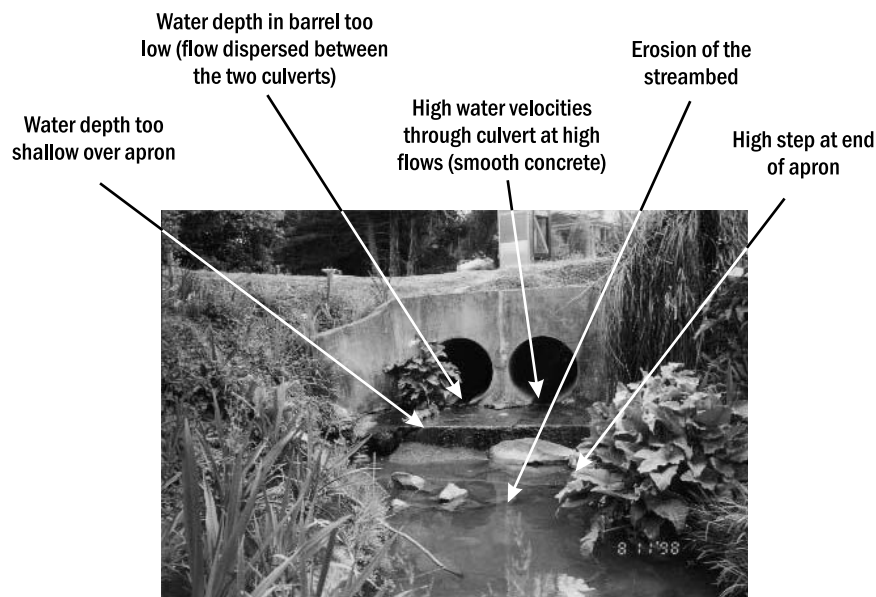 Water depth in barrel too
low (flow dispersed between
the two culverts)
Erosion of the
streambed
High water velocities
through culvert at high
flows (smooth concrete)
Water depth too
shallow over apron
High step at end
of apron
8 11'98